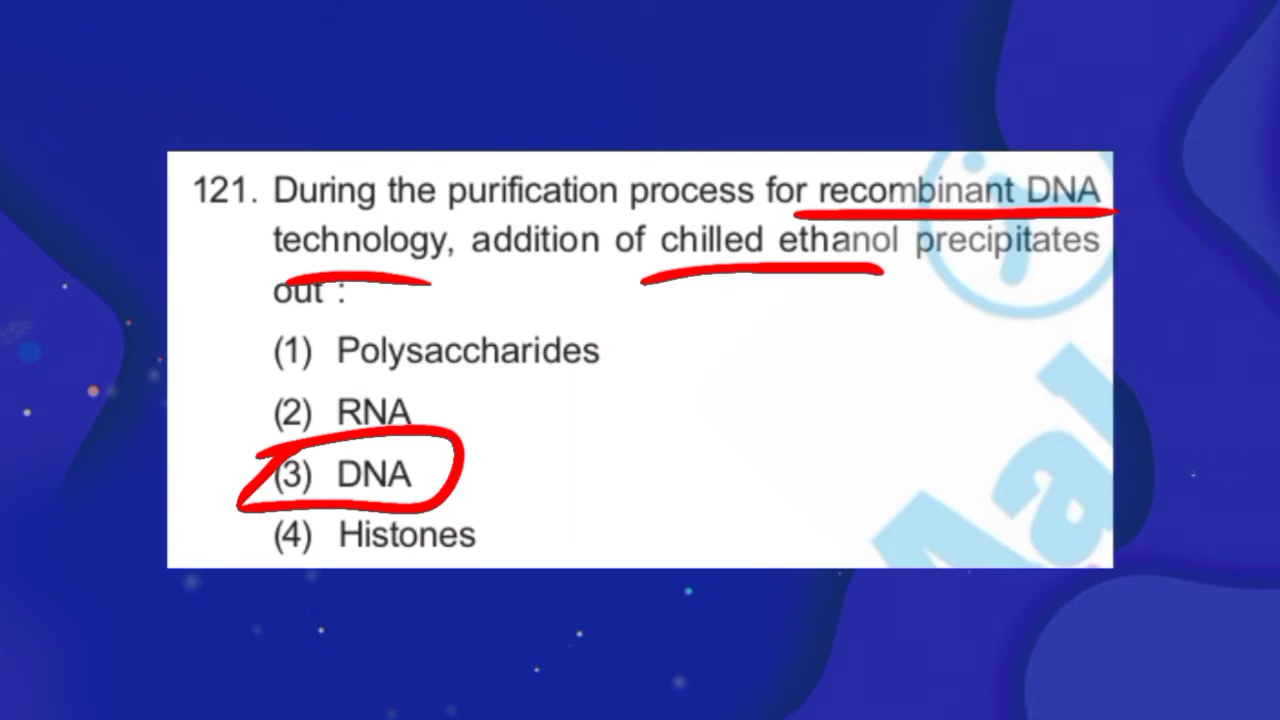 121. During the purification process for recombinant DNA
technology, addition of chilled ethanol precipitates
out :
(1) Polysaccharides
(2) RNA
(3) DNA
(4) Histones